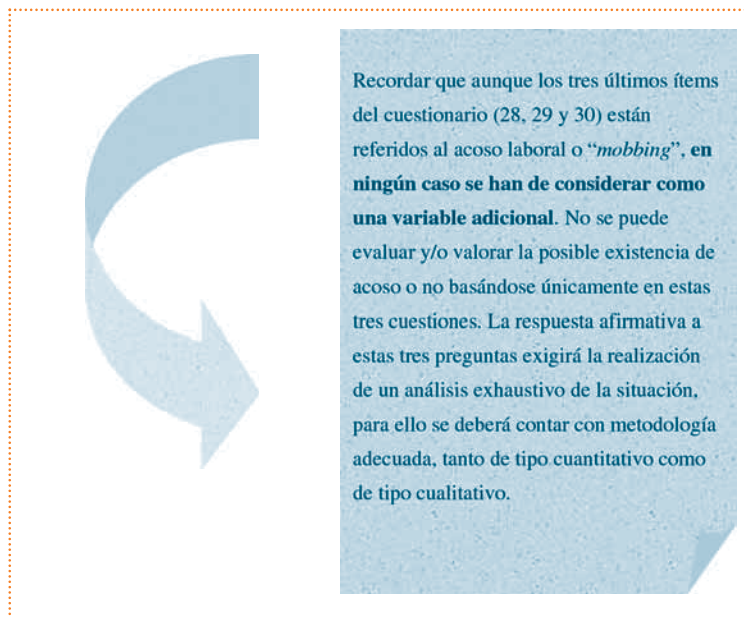 Recordar que aunque los tres últimos ítems
del cuestionario (28, 29 y 30) están
referidos al acoso laboral o “mobbing”, en
ningún caso se han de considerar como
una variable adicional. No se puede
evaluar y/o valorar la posible existencia de
acoso o no basándose únicamente en estas
tres cuestiones. La respuesta afirmativa a
estas tres preguntas exigirá la realización
de un análisis exhaustivo de la situación,
para ello se deberá contar con metodología
adecuada, tanto de tipo cuantitativo como
de tipo cualitativo.